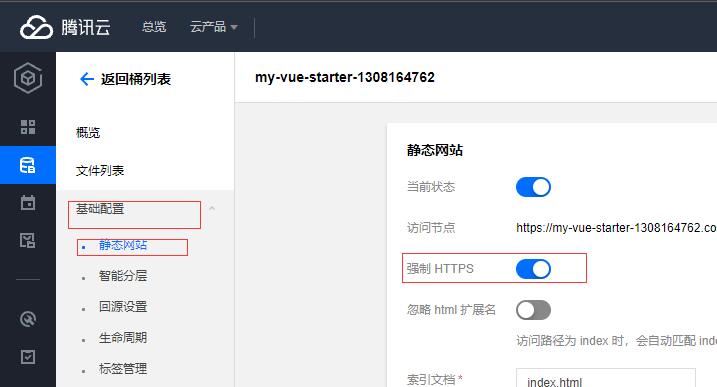 腾讯云 总览 云产品
返回桶列表
my-vue-starter-1308164762
概览
文件列表
基础配置
静态网站
智能分层
回源设置
生命周期
标签管理
静态网站
当前状态
访问节点 https://my-vue-starter-1308164762.co
强制 HTTPS
忽略 html 扩展名
访问路径为 index 时，会自动匹配 inde
索引文档 * index.html